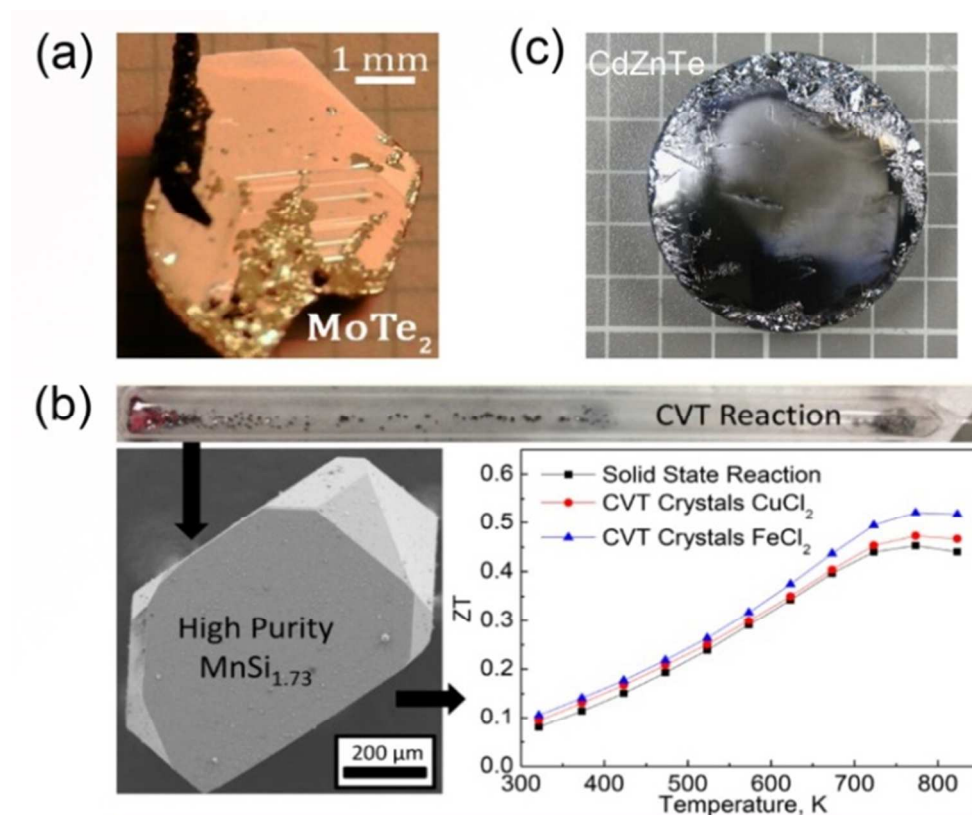 (a)
1 mm
MoTe₂
(c)
CdZnTe
(b)
CVT Reaction
High Purity
MnSi₁.₇₃
200 µm
0.6
0.5
0.4
0.3
0.2
0.1
0.0
ZT
Solid State Reaction
CVT Crystals CuCl₂
CVT Crystals FeCl₂
300 400 500 600 700 800
Temperature, K